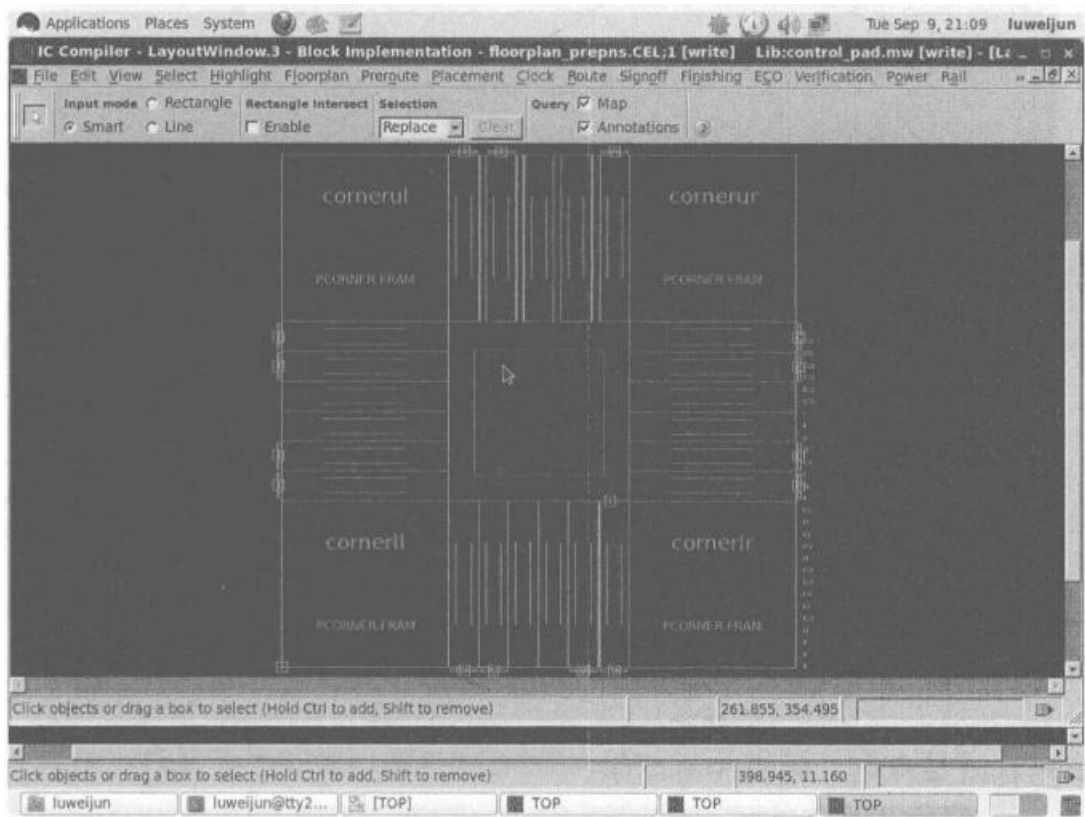 Applications Places System Tue Sep 9, 21:09 luweijun
IC Compiler - LayoutWindow.3 - Block Implementation - floorplan_prepns.CEL;1 [write] Lib:control_pad.mw [write] - [La
File Edit View Select Highlight Floorplan Preroute Placement Clock Route Signoff Finishing ECO Verification Power Rail
Input mode Rectangle Rectangle Intersect Selection Query Map
Smart Line Enable Replace Clear Annotations
cornerul cornerur
PCORNER.FRAM PCORNER.FRAM
cornerll cornerlr
PCORNER.FRAM PCORNER.FRAM
Click objects or drag a box to select (Hold Ctrl to add, Shift to remove) 261.855, 354.495
Click objects or drag a box to select (Hold Ctrl to add, Shift to remove) 398.945, 11.160
luweijun luweijun@tty2... [TOP] TOP TOP TOP